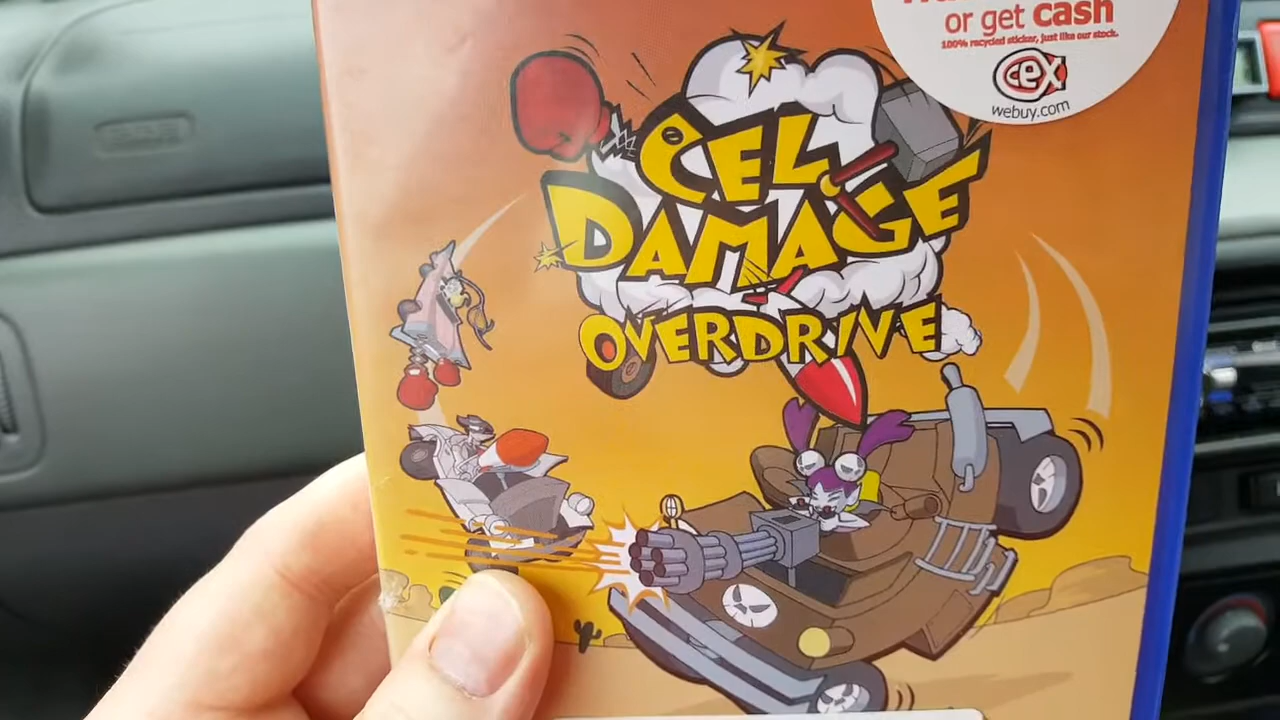 or get cash
100% recycled sticker, just like our stock.
cex
webuy.com
CEL
DAMAGE
OVERDRIVE